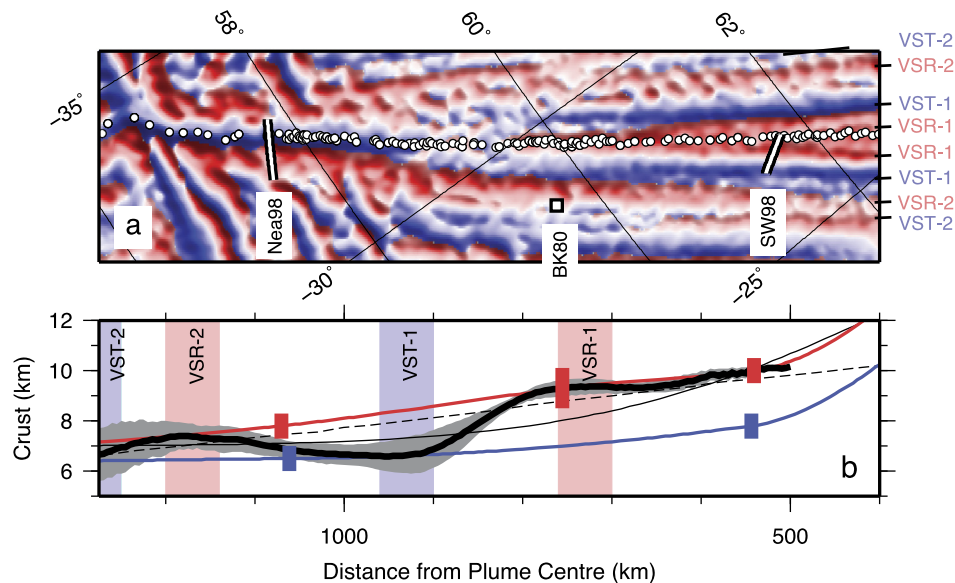 58°
60°
62°
−35°
VST-2
VSR-2
VST-1
VSR-1
VSR-1
VST-1
VSR-2
VST-2
a
Nea98
BK80
SW98
−30°
−25°
12
10
8
6
Crust (km)
VST-2
VSR-2
VST-1
VSR-1
b
1000
500
Distance from Plume Centre (km)